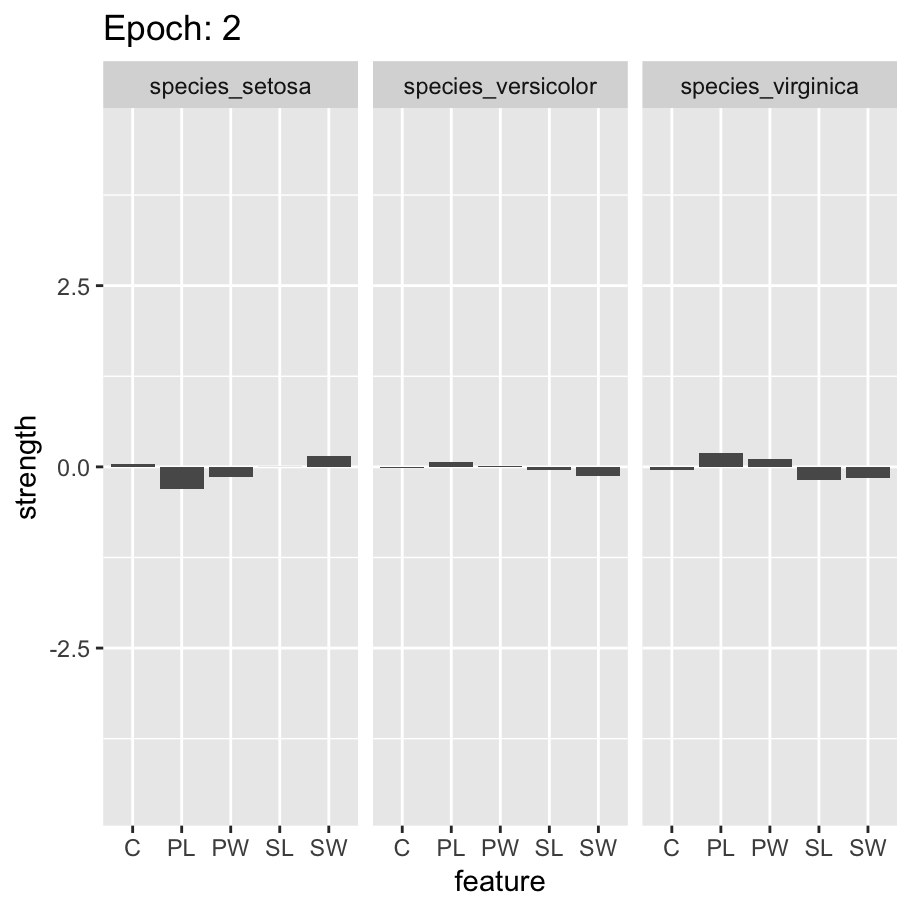 Epoch: 2
species_setosa species_versicolor species_virginica
2.5
0.0
-2.5
strength
C PL PW SL SW C PL PW SL SW C PL PW SL SW
feature